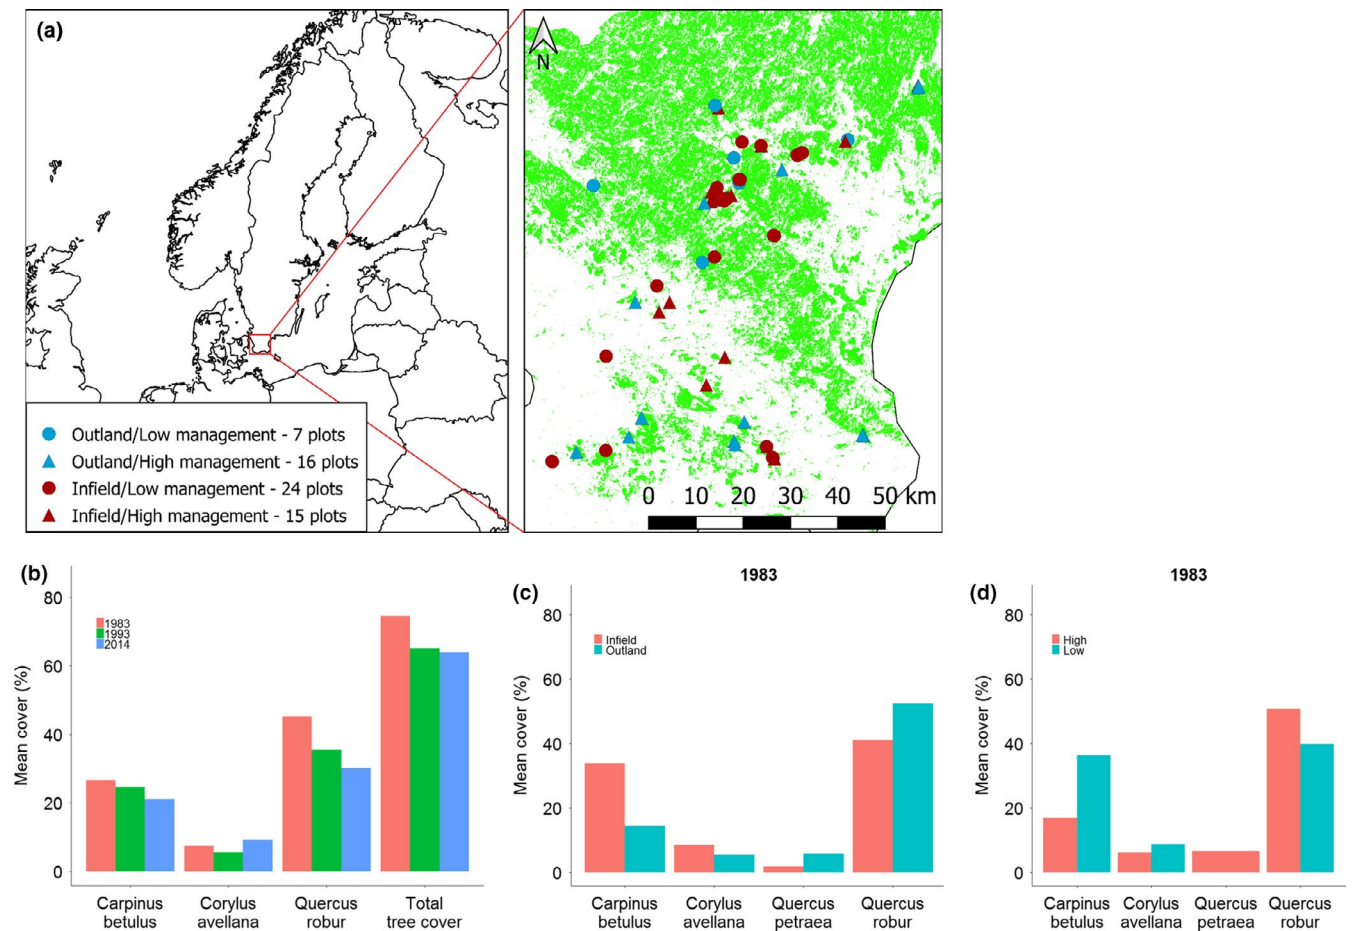 (a)
N
Outland/Low management - 7 plots
Outland/High management - 16 plots
Infield/Low management - 24 plots
Infield/High management - 15 plots
0 10 20 30 40 50 km
(b)
Mean cover (%)
80
60
40
20
0
1983
1993
2014
Carpinus betulus
Corylus avellana
Quercus robur
Total tree cover
(c)
1983
Mean cover (%)
80
60
40
20
0
Infield
Outland
Carpinus betulus
Corylus avellana
Quercus petraea
Quercus robur
(d)
1983
Mean cover (%)
80
60
40
20
0
High
Low
Carpinus betulus
Corylus avellana
Quercus petraea
Quercus robur